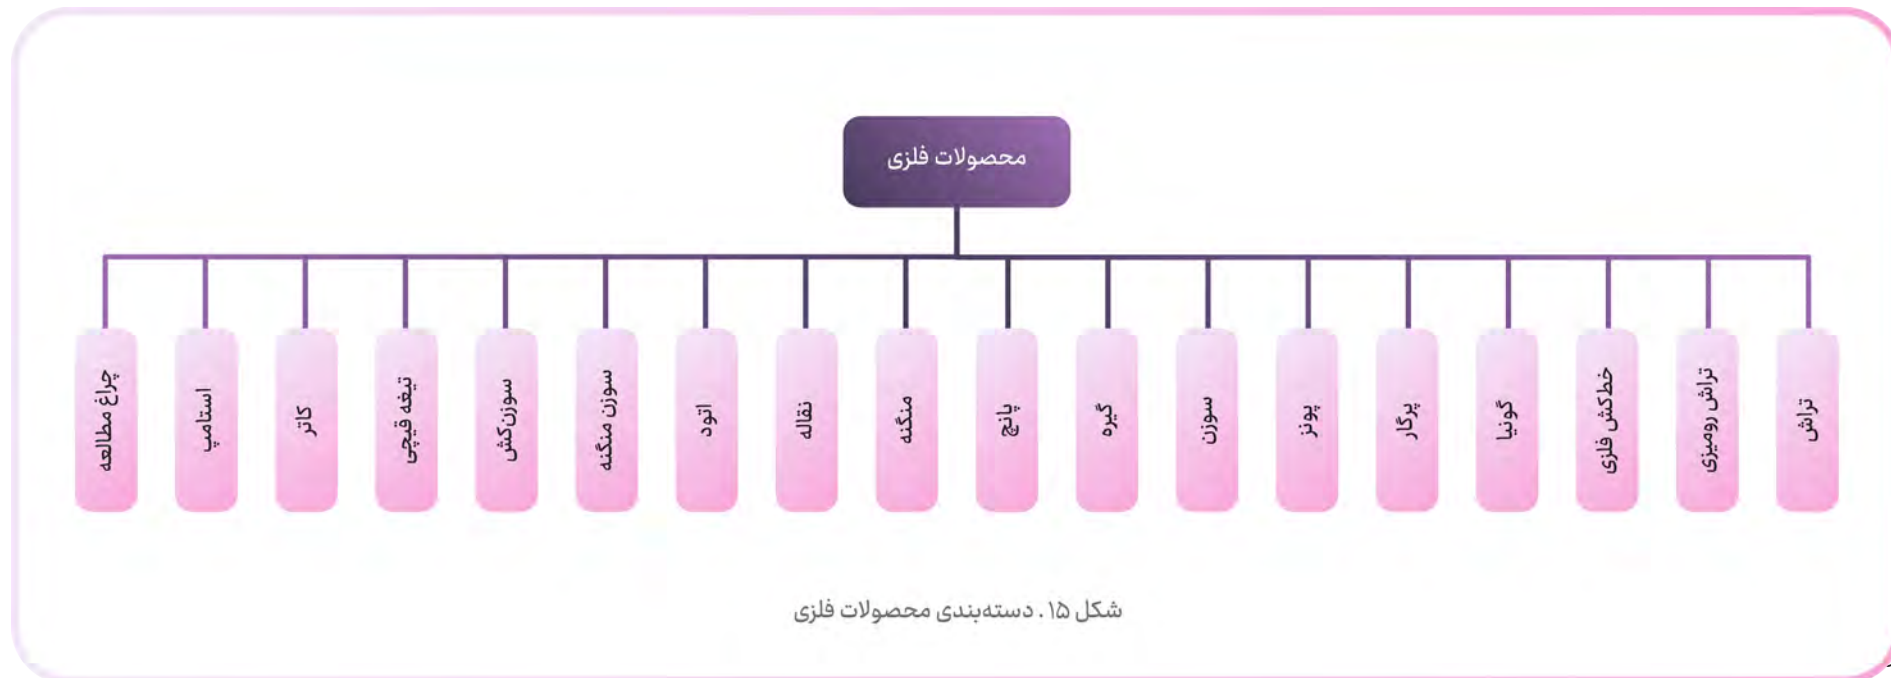 محصولات فلزی
تراش
تراش رومیزی
خط‌کش فلزی
گونیا
پرگار
پونز
سوزن
گیره
پانچ
منگنه
نقاله
اتود
سوزن منگنه
سوزن‌کش
تیغه قیچی
کاتر
استامپ
چراغ مطالعه
شکل ۱۵. دسته‌بندی محصولات فلزی